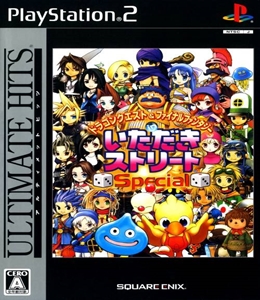 PlayStation®2
NTSC J
ULTIMATE HITS
アルティメット ヒッツ
ドラゴンクエスト&ファイナルファンタジー in
いただき
ストリート
Special
CERO
A
SQUARE ENIX